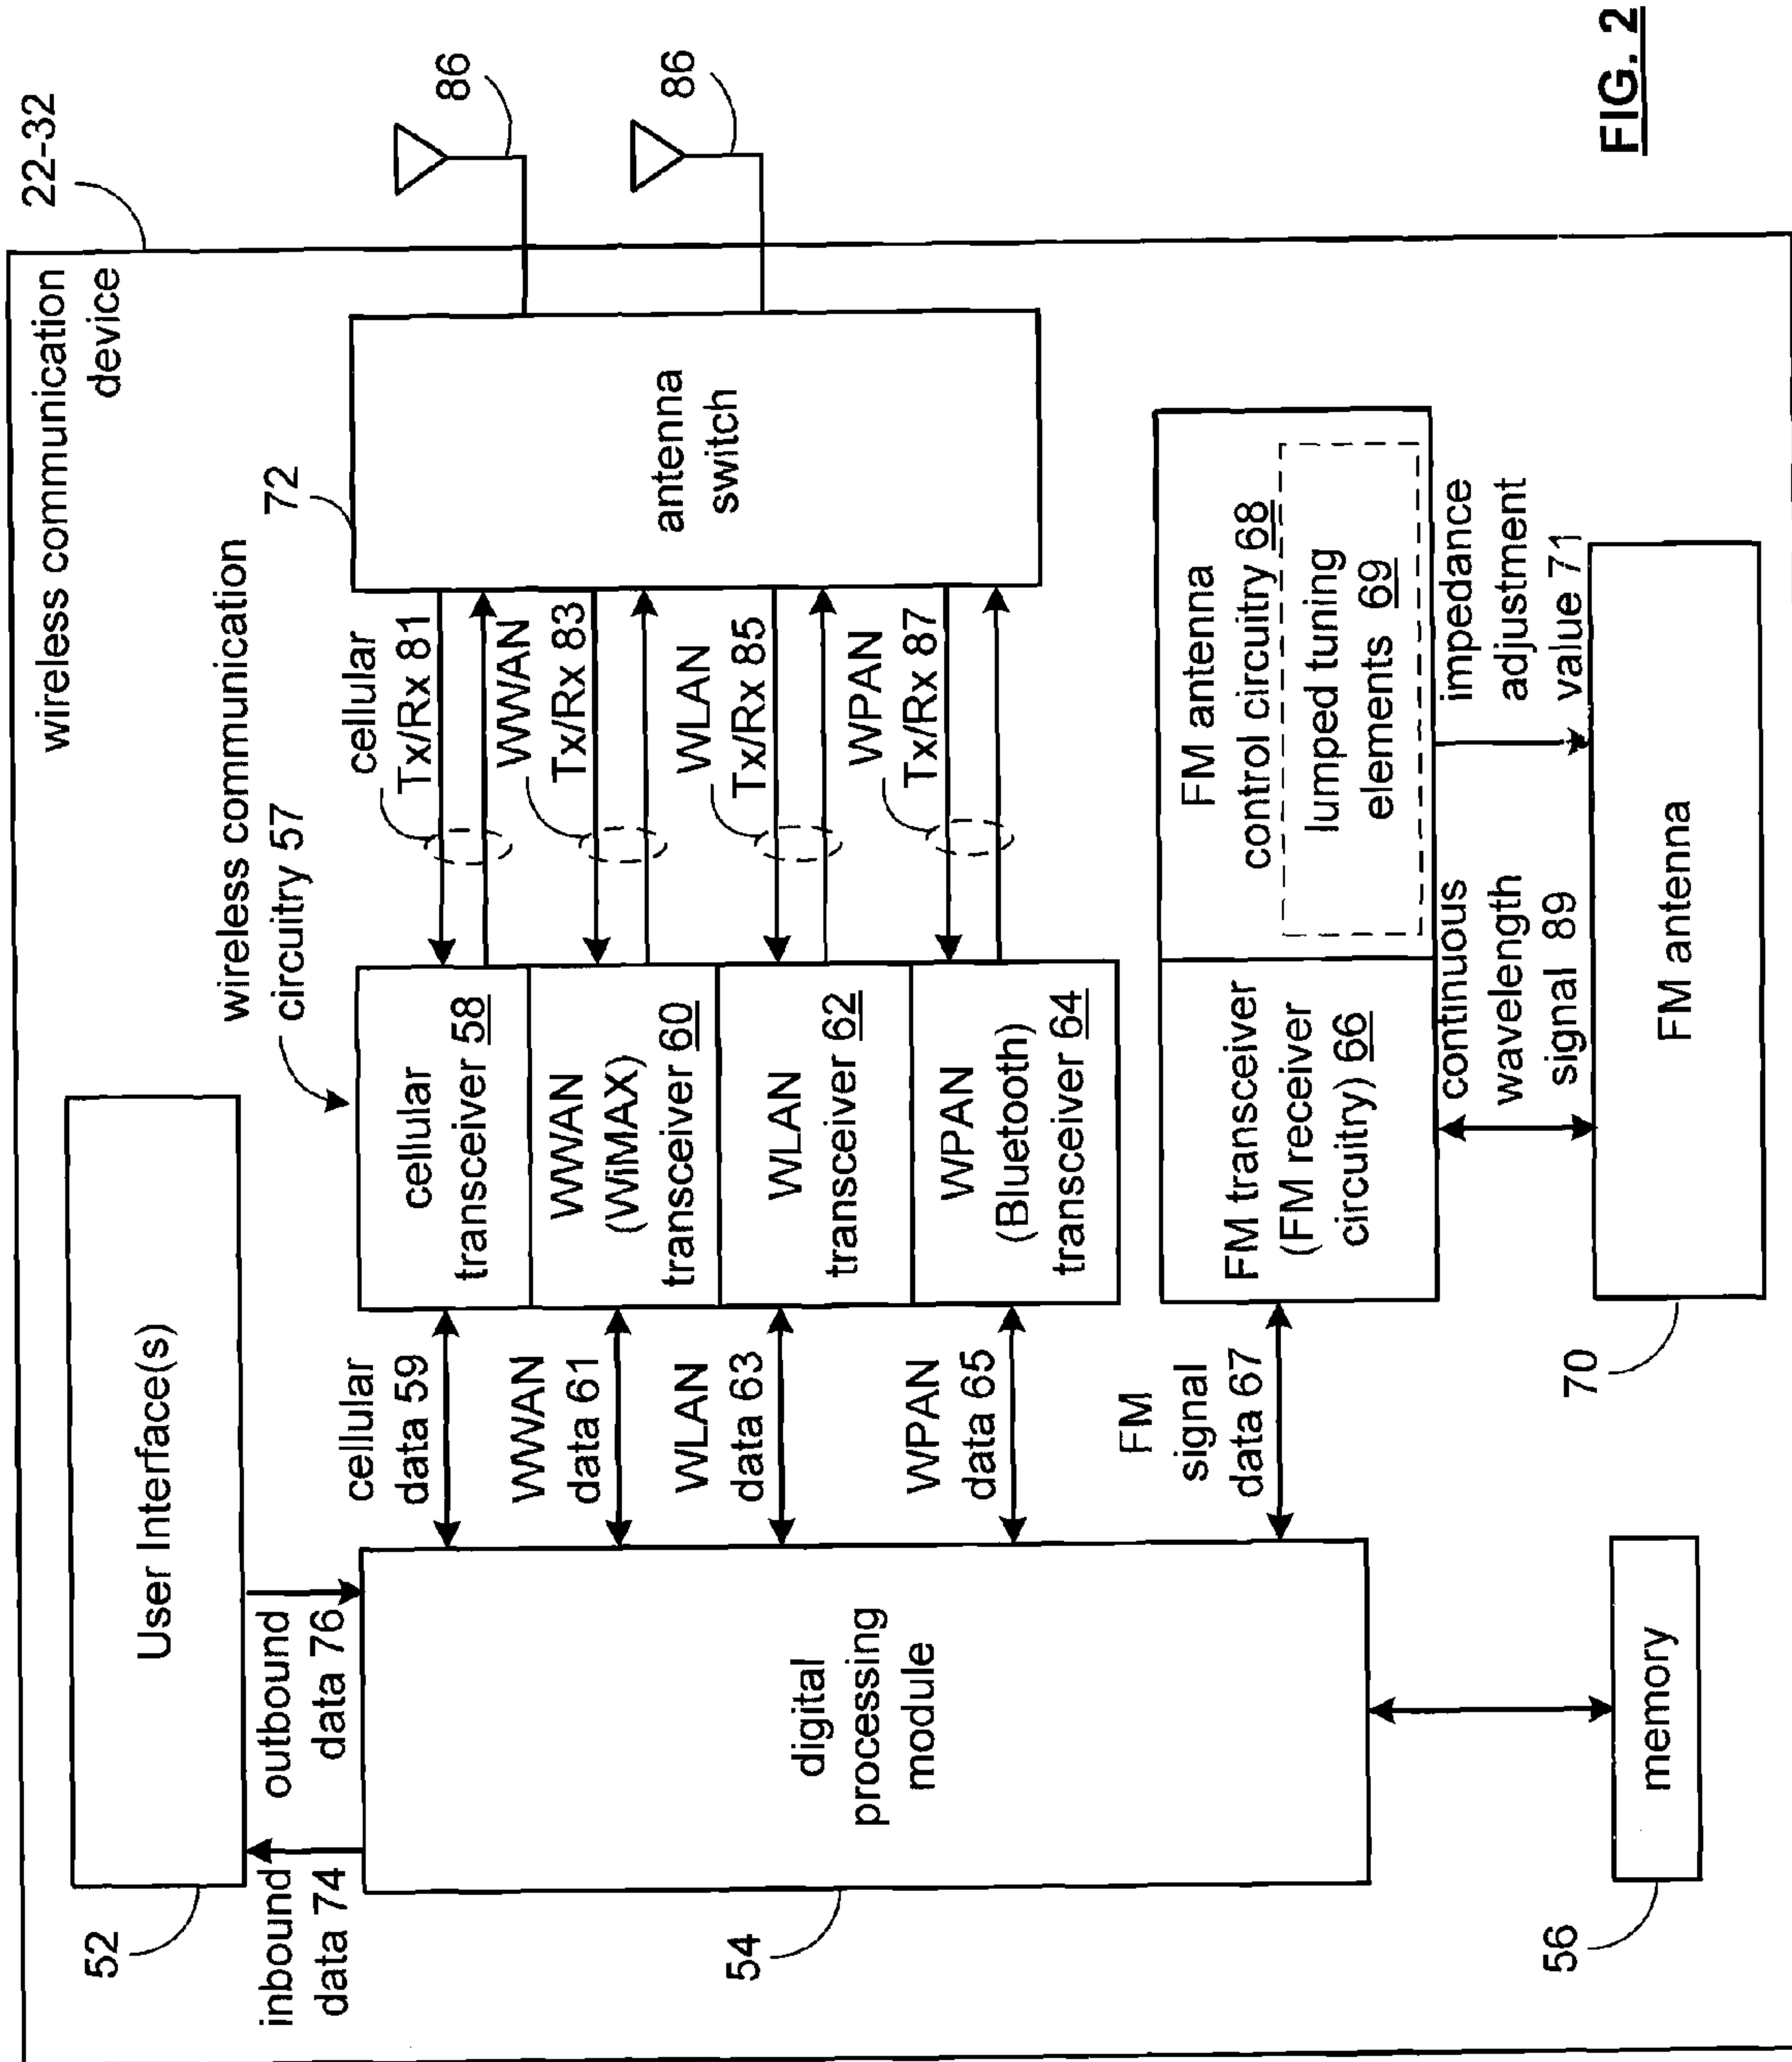 22-32
wireless communication
device
52
User Interface(s)
inbound
data 74
outbound
data 76
wireless communication
circuitry 57
72
86
86
54
digital
processing
module
cellular
data 59
WWAN
data 61
WLAN
data 63
WPAN
data 65
FM
signal
data 67
cellular
transceiver 58
WWAN
(WiMAX)
transceiver 60
WLAN
transceiver 62
WPAN
(Bluetooth)
transceiver 64
cellular
Tx/Rx 81
WWAN
Tx/Rx 83
WLAN
Tx/Rx 85
WPAN
Tx/Rx 87
antenna
switch
FM transceiver
(FM receiver
circuitry) 66
FM antenna
control circuitry 68
lumped tuning
elements 69
continuous
wavelength
signal 89
impedance
adjustment
value 71
56
memory
70
FM antenna
FIG. 2